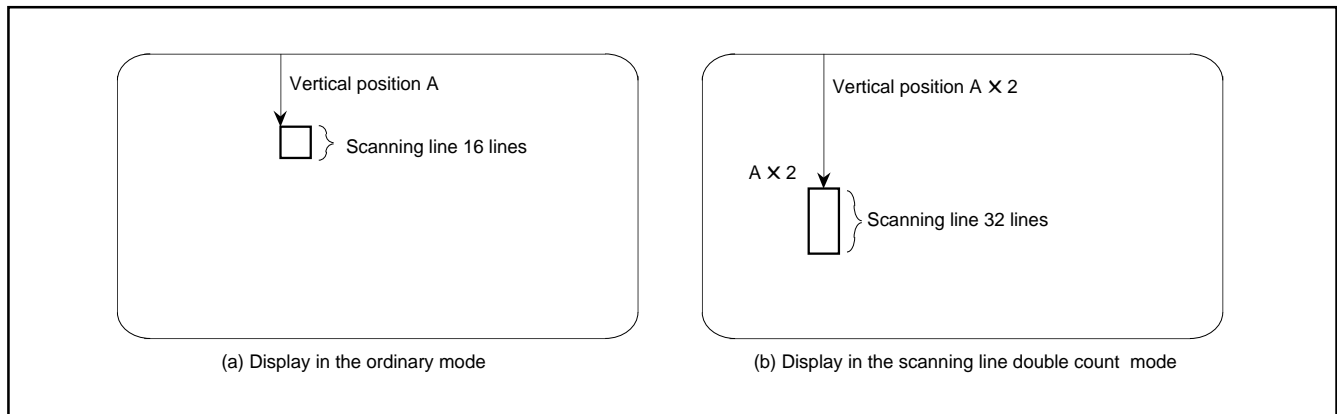 Vertical position A
Scanning line 16 lines
(a) Display in the ordinary mode
Vertical position A × 2
A × 2
Scanning line 32 lines
(b) Display in the scanning line double count mode